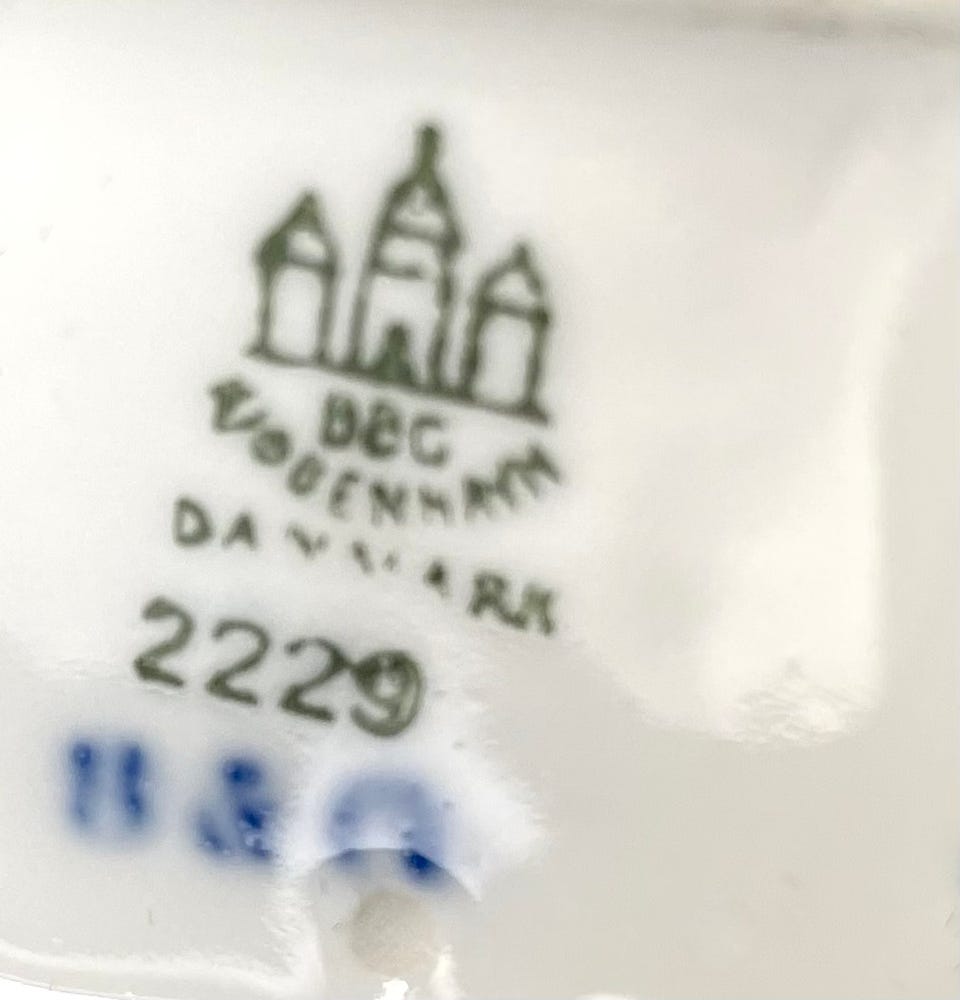 B&G
KØBENHAVN
DANMARK
2229
B & G